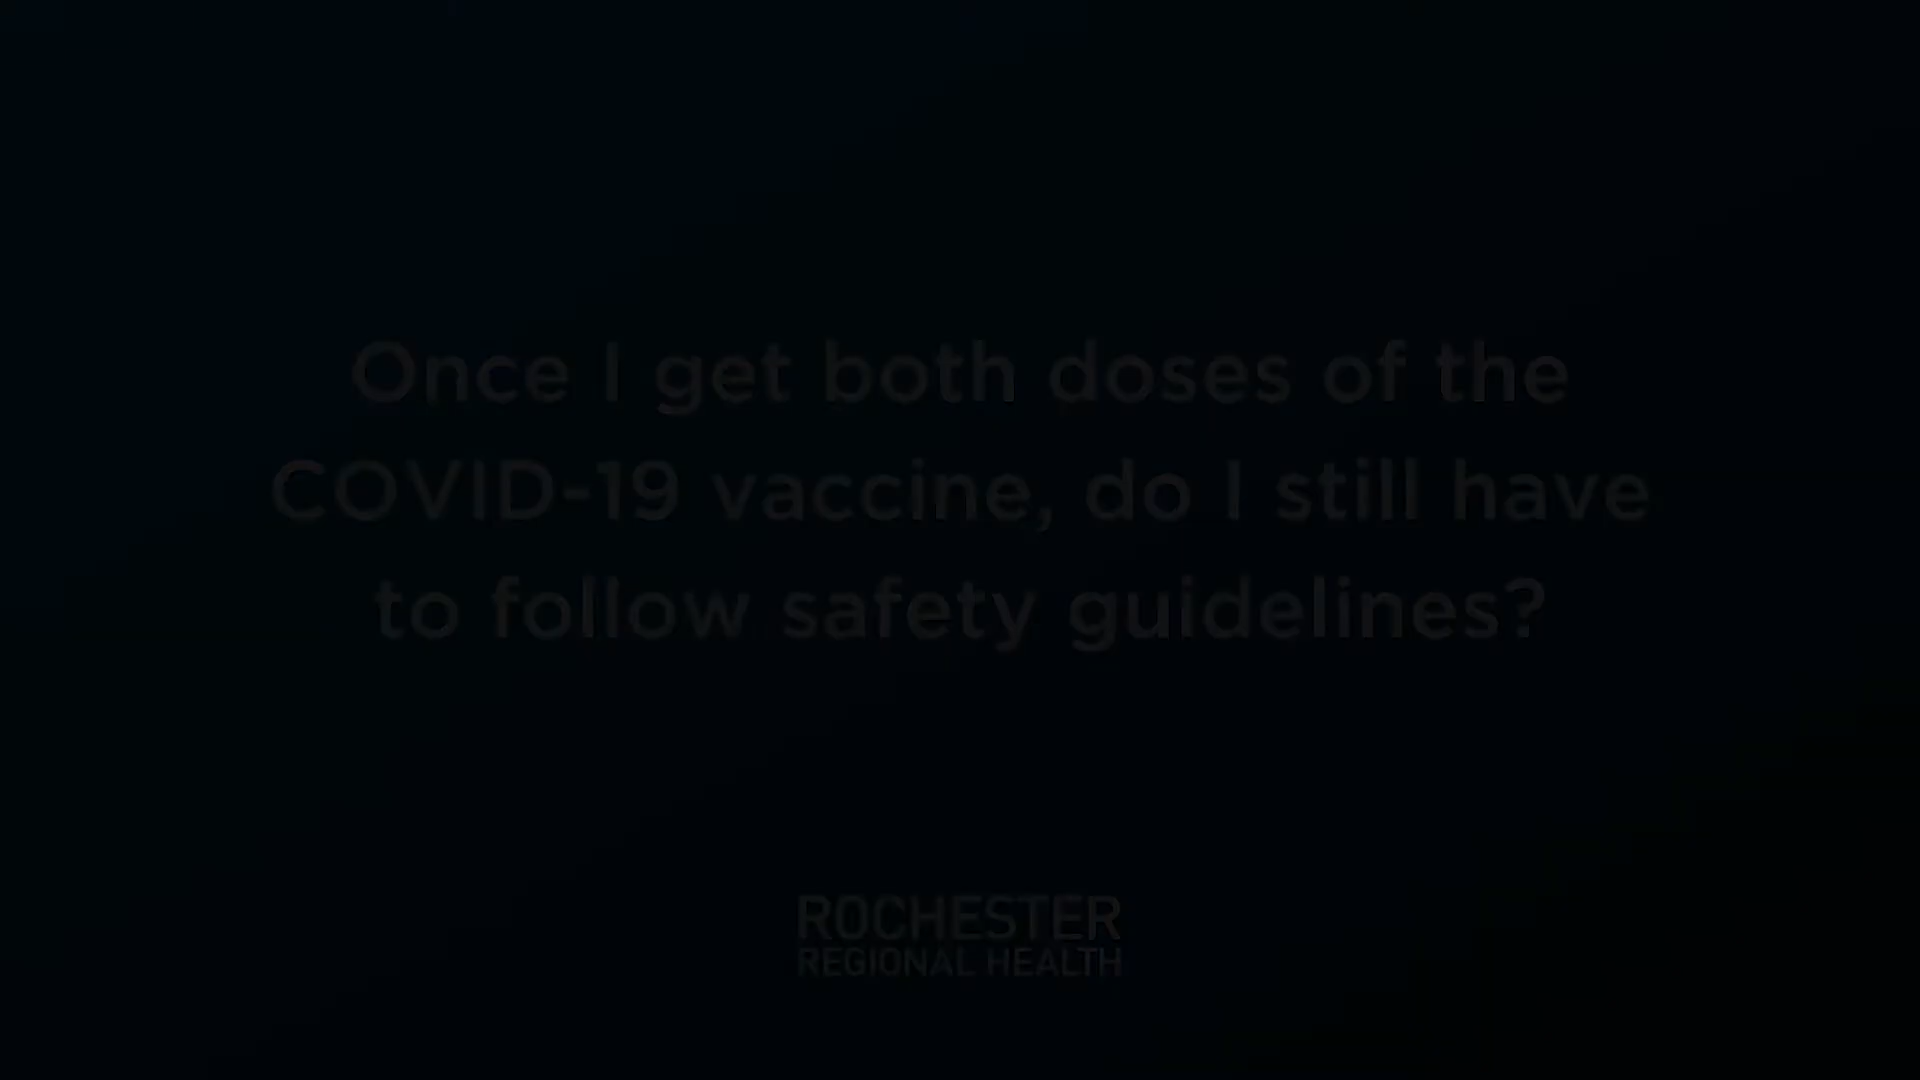 Once I get both doses of the
COVID-19 vaccine, do I still have
to follow safety guidelines?
ROCHESTER
REGIONAL HEALTH